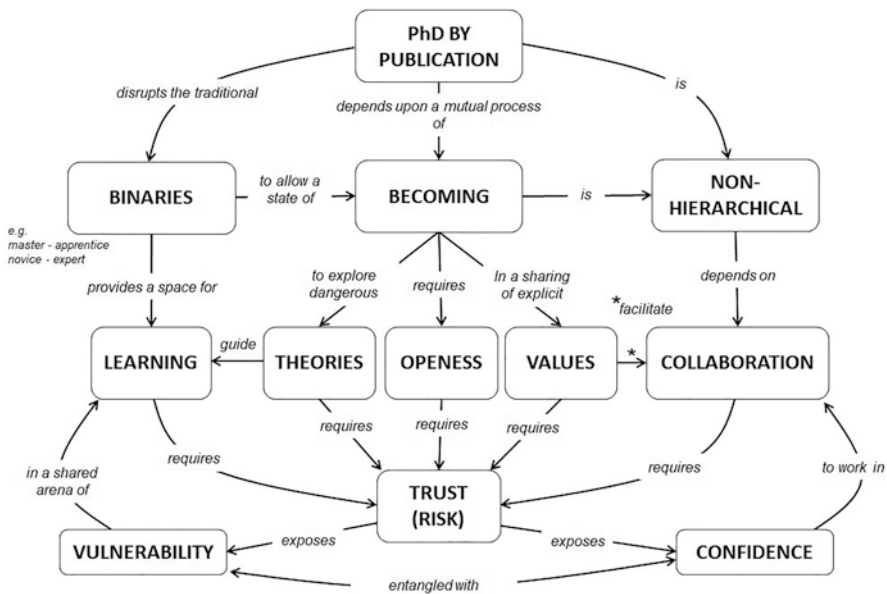 PhD BY
PUBLICATION
disrupts the traditional
depends upon a mutual process
of
is
BINARIES
to allow a
state of
BECOMING
is
NON-
HIERARCHICAL
e.g.
master - apprentice
novice - expert
provides a space for
to explore
dangerous
requires
In a sharing
of explicit
depends on
*facilitate
LEARNING
guide
THEORIES
OPENESS
VALUES
*
COLLABORATION
requires
requires
requires
requires
requires
in a shared
arena of
TRUST
(RISK)
to work in
VULNERABILITY
exposes
exposes
CONFIDENCE
entangled with